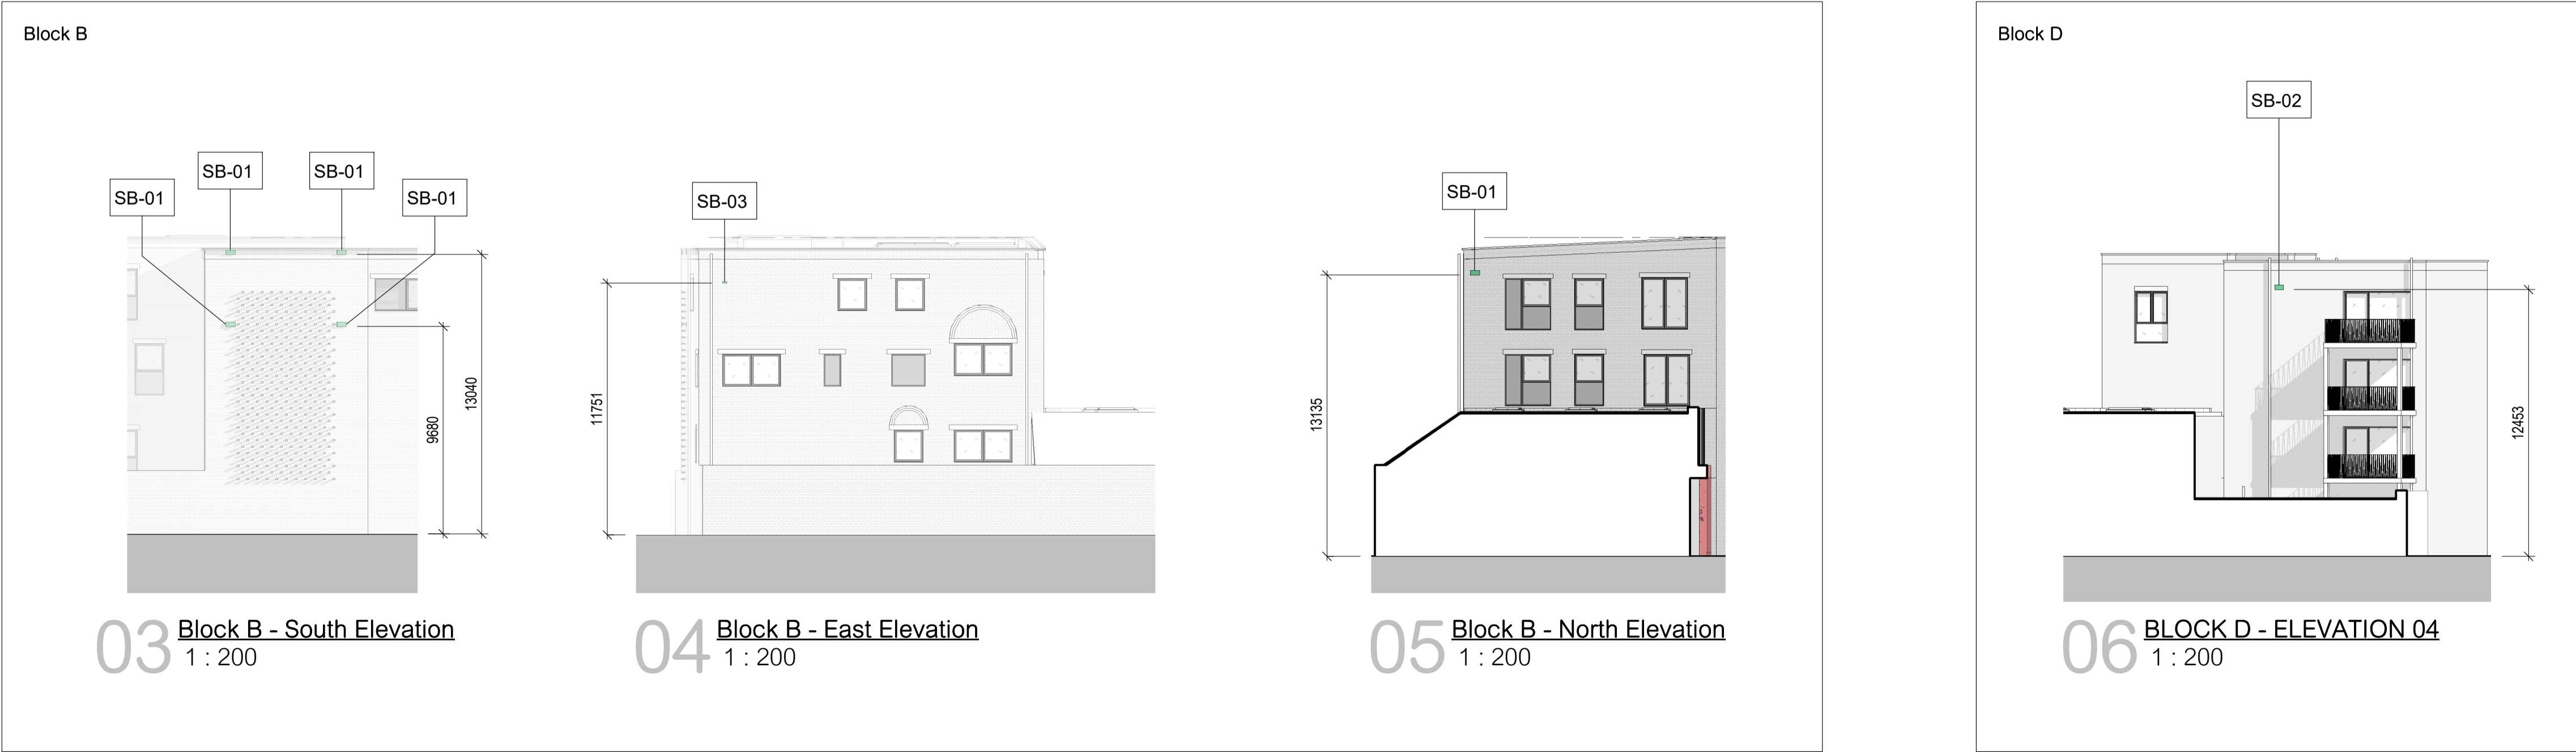 Block B
SB-01
SB-01
SB-01
SB-01
9680
13040
03 Block B - South Elevation
1 : 200
SB-03
11751
04 Block B - East Elevation
1 : 200
SB-01
13135
05 Block B - North Elevation
1 : 200
Block D
SB-02
12453
06 BLOCK D - ELEVATION 04
1 : 200